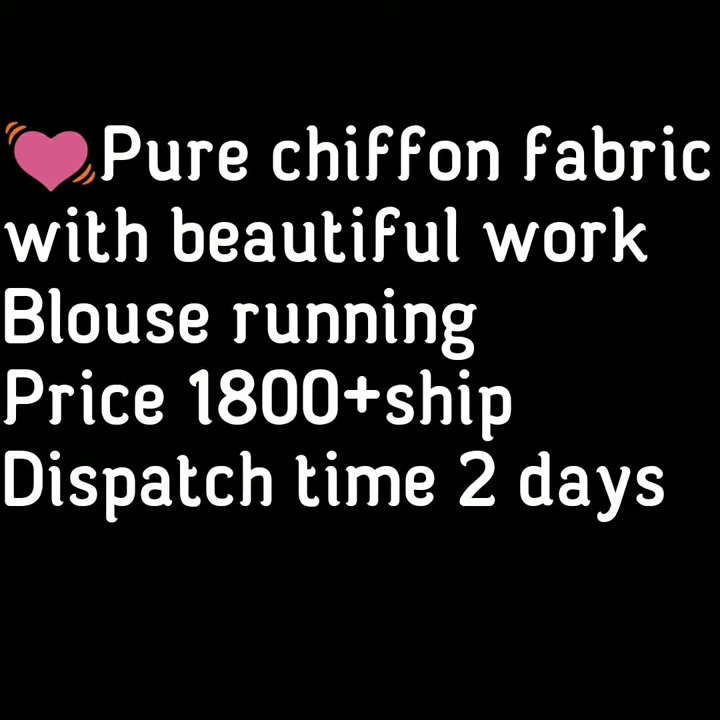 💓Pure chiffon fabric
with beautiful work
Blouse running
Price 1800+ship
Dispatch time 2 days